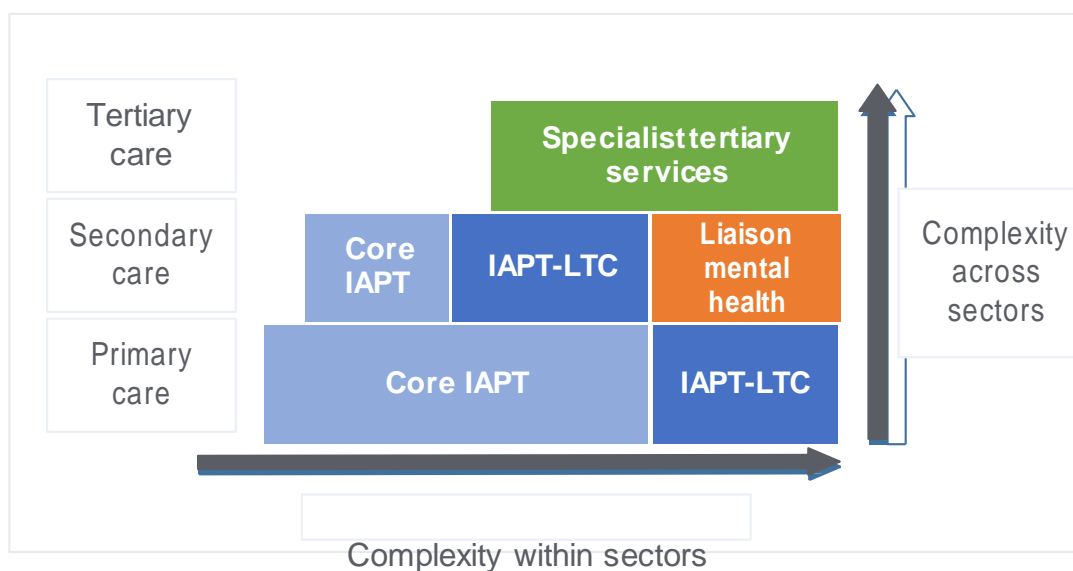 Tertiary
care
Specialist tertiary
services
Secondary
care
Core
IAPT
IAPT-LTC
Liaison
mental
health
Complexity
across
sectors
Primary
care
Core IAPT
IAPT-LTC
Complexity within sectors